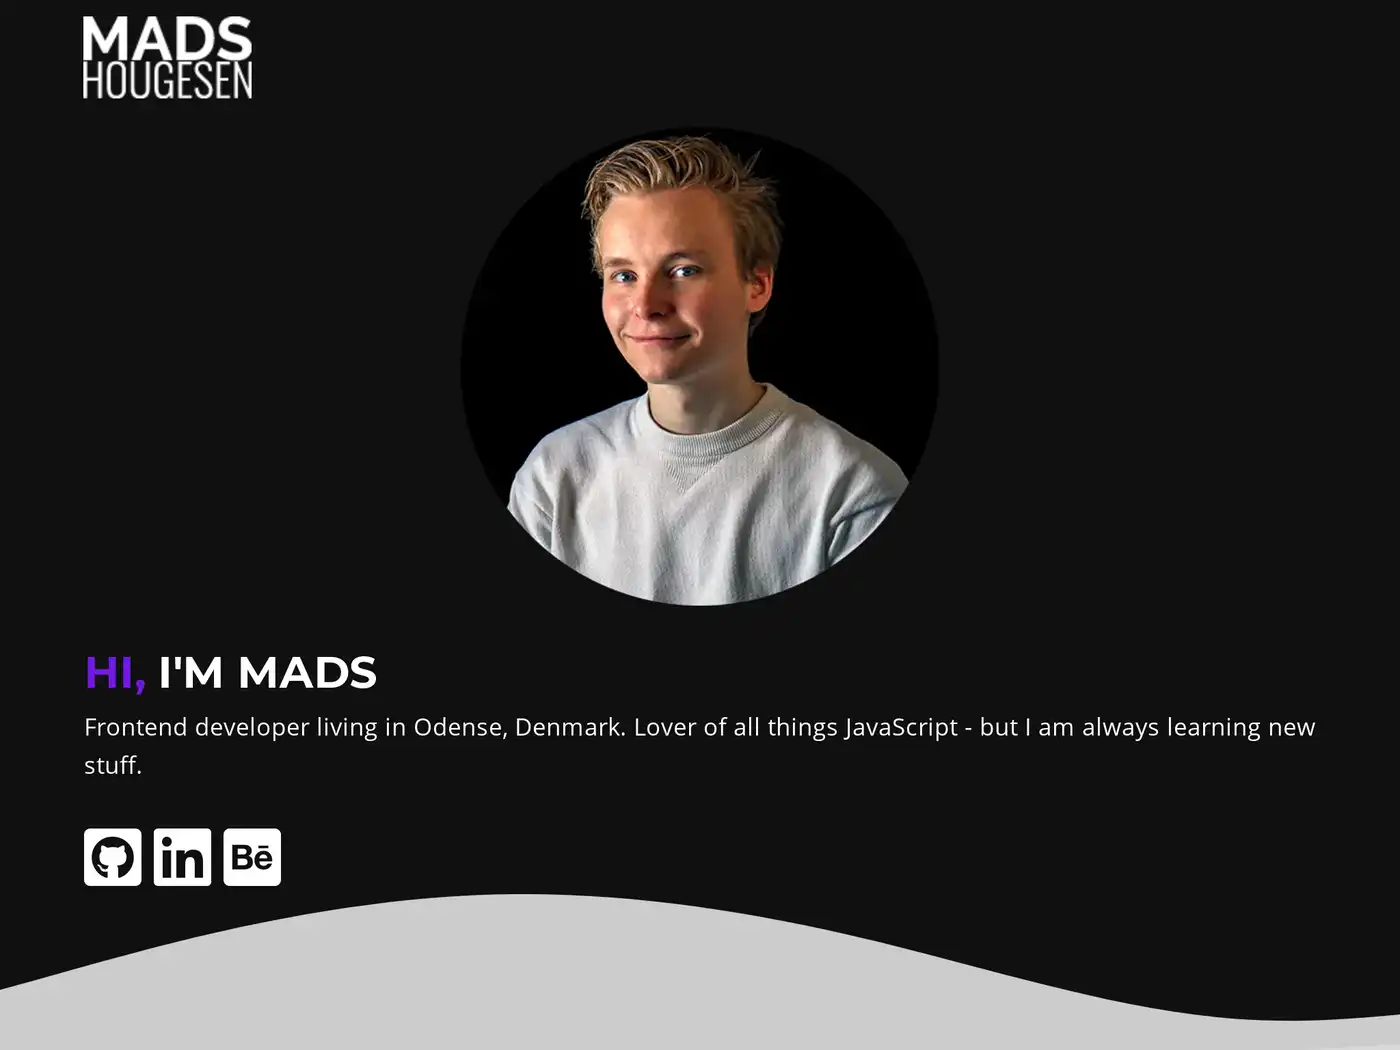 MADS
HOUGESEN
HI, I'M MADS
Frontend developer living in Odense, Denmark. Lover of all things JavaScript - but I am always learning new
stuff.
in Bē